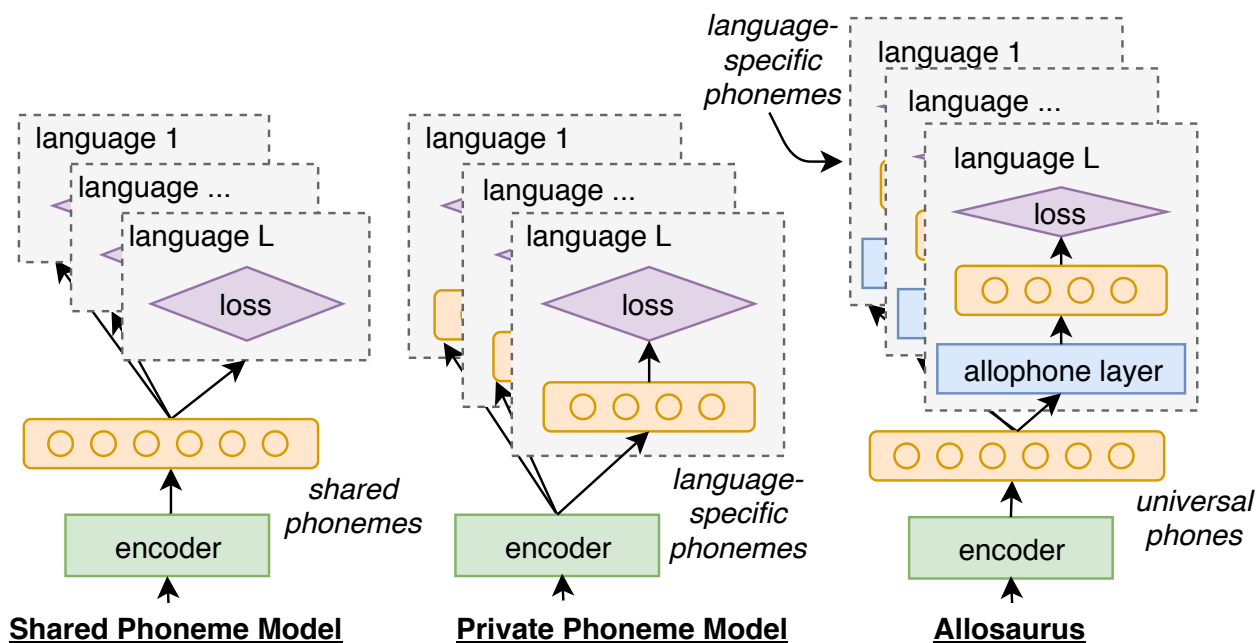 language 1
language ...
language L
loss
shared
phonemes
encoder
Shared Phoneme Model
language 1
language ...
language L
loss
language-
specific
phonemes
encoder
Private Phoneme Model
language-
specific
phonemes
language 1
language ...
language L
loss
allophone layer
universal
phones
encoder
Allosaurus